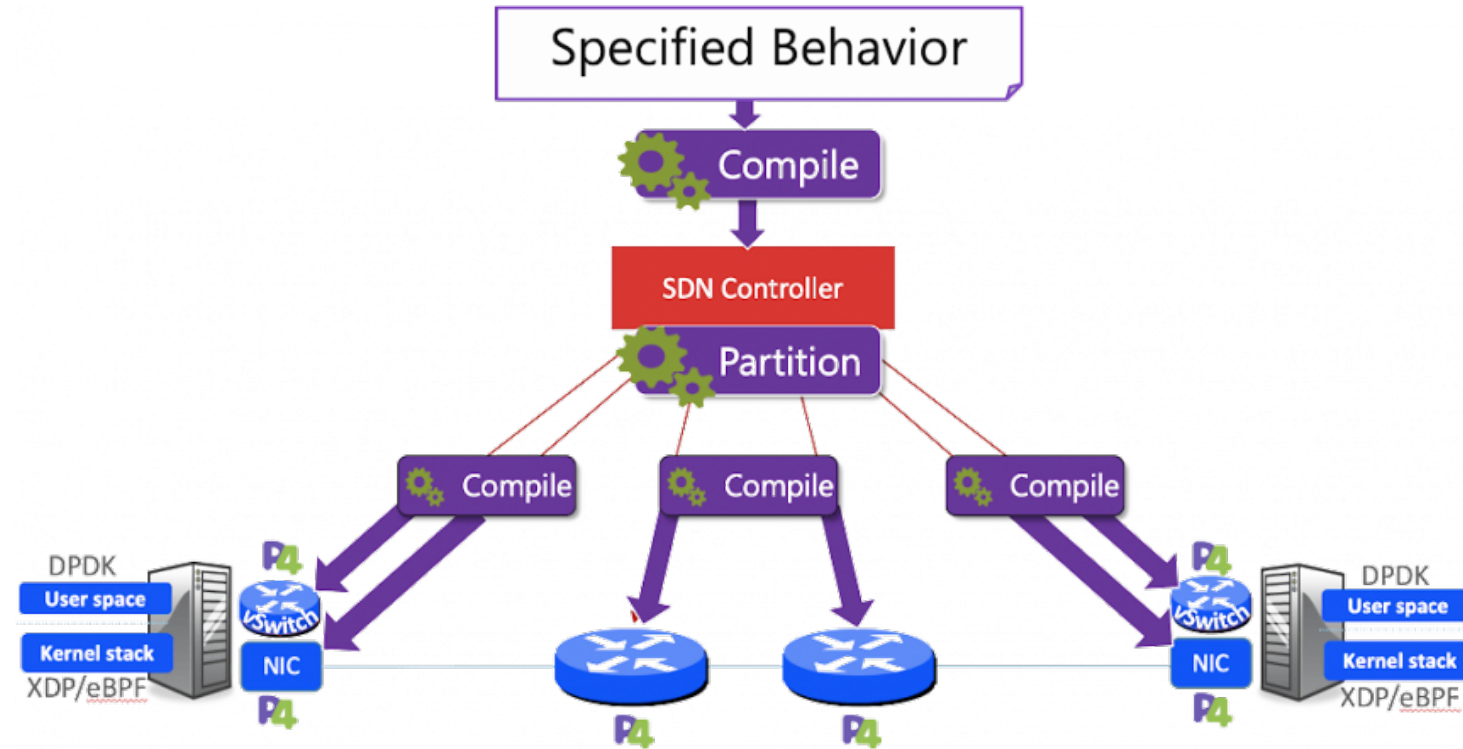 Specified Behavior
Compile
SDN Controller
Partition
Compile
Compile
Compile
DPDK
User space
Kernel stack
XDP/eBPF
P4
vSwitch
NIC
P4
P4
P4
P4
vSwitch
NIC
P4
DPDK
User space
Kernel stack
XDP/eBPF